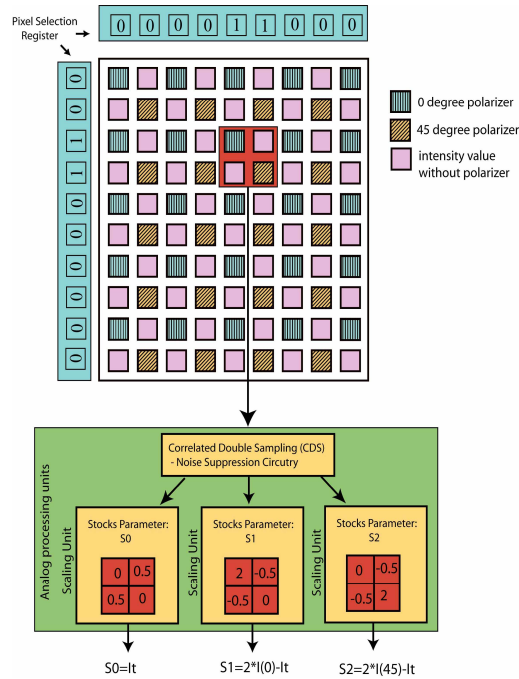 Pixel Selection
Register
0 0 0 0 1 1 0 0 0
0
0
1
1
0
0
0
0
0
0
0 degree polarizer
45 degree polarizer
intensity value
without polarizer
Analog processing units
Correlated Double Sampling (CDS)
- Noise Suppression Circutry
Scaling Unit
Stocks Parameter:
S0
0 0.5
0.5 0
Scaling Unit
Stocks Parameter:
S1
2 -0.5
-0.5 0
Scaling Unit
Stocks Parameter:
S2
0 -0.5
-0.5 2
S0=It
S1=2*I(0)-It
S2=2*I(45)-It